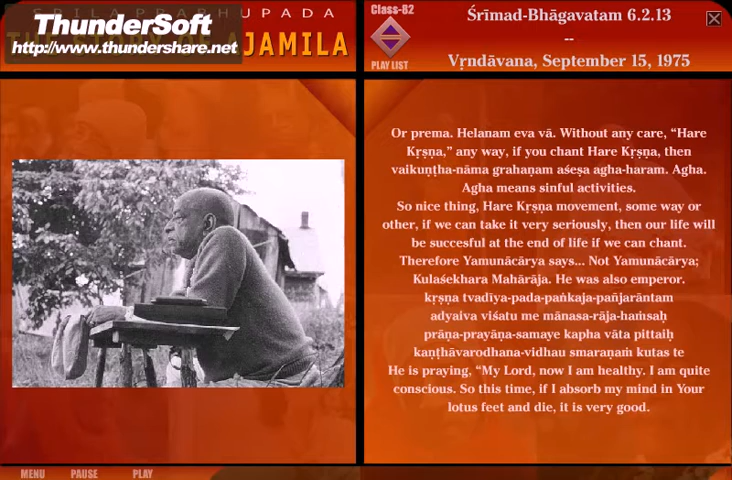 SRILA PRABHUPADA
THE STORY OF AJAMILA
ThunderSoft
http://www.thundershare.net
Class-82
PLAY LIST
Śrīmad-Bhāgavatam 6.2.13
--
Vṛndāvana, September 15, 1975
Or prema. Helanam eva vā. Without any care, “Hare
Kṛṣṇa,” any way, if you chant Hare Kṛṣṇa, then
vaikuṇṭha-nāma grahaṇam aśeṣa agha-haram. Agha.
Agha means sinful activities.
So nice thing, Hare Kṛṣṇa movement, some way or
other, if we can take it very seriously, then our life will
be succesful at the end of life if we can chant.
Therefore Yamunācārya says... Not Yamunācārya;
Kulaśekhara Mahārāja. He was also emperor.
kṛṣṇa tvadīya-pada-paṅkaja-pañjarāntam
adyaiva viśatu me mānasa-rāja-haṁsaḥ
prāṇa-prayāṇa-samaye kapha vāta pittaiḥ
kaṇṭhāvarodhana-vidhau smaraṇaṁ kutas te
He is praying, “My Lord, now I am healthy. I am quite
conscious. So this time, if I absorb my mind in Your
lotus feet and die, it is very good.
MENU PAUSE PLAY